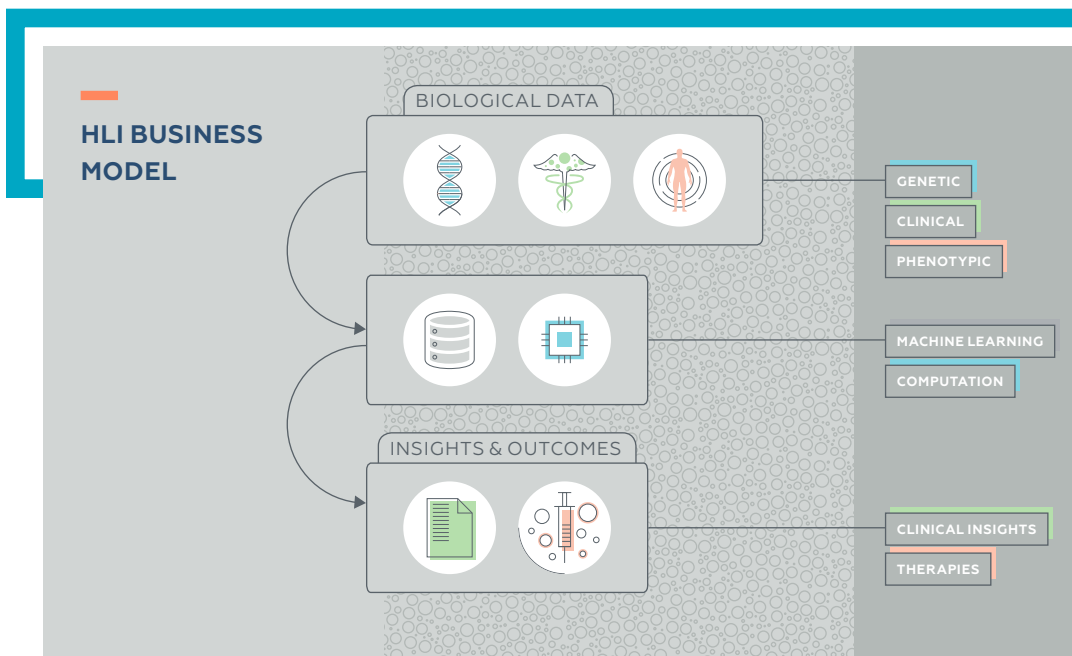 HLI BUSINESS
MODEL
BIOLOGICAL DATA
GENETIC
CLINICAL
PHENOTYPIC
MACHINE LEARNING
COMPUTATION
INSIGHTS & OUTCOMES
CLINICAL INSIGHTS
THERAPIES